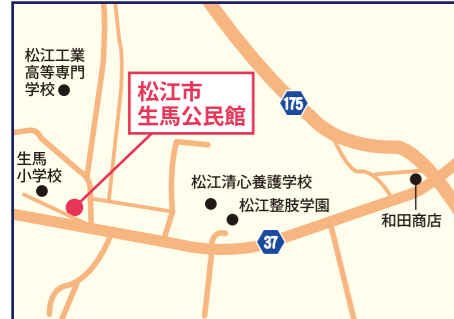 松江工業
高等専門
学校
松江市
生馬公民館
175
生馬
小学校
松江清心養護学校
松江整肢学園
和田商店
37